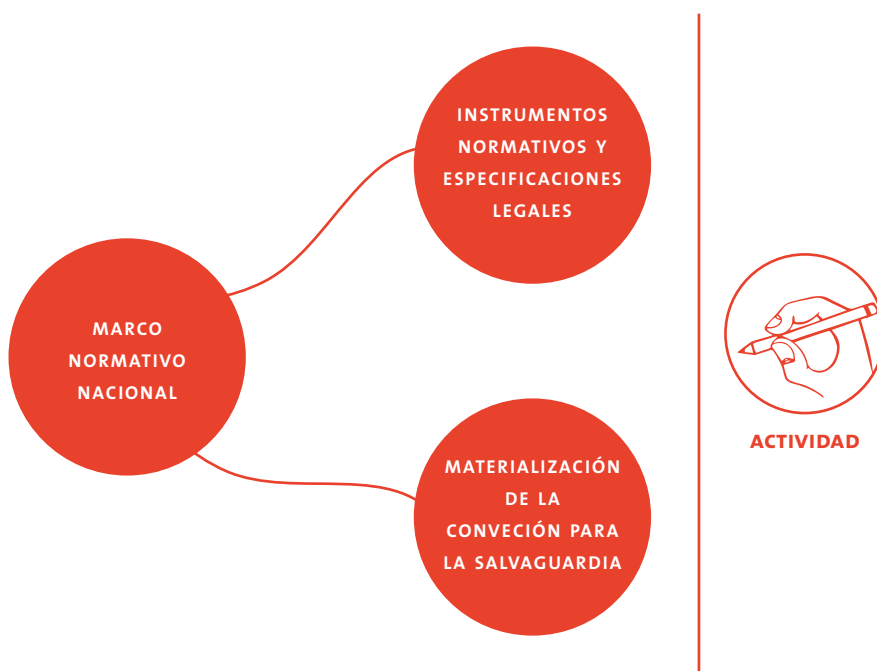 INSTRUMENTOS
NORMATIVOS Y
ESPECIFICACIONES
LEGALES
MARCO
NORMATIVO
NACIONAL
MATERIALIZACIÓN
DE LA
CONVECIÓN PARA
LA SALVAGUARDIA
ACTIVIDAD